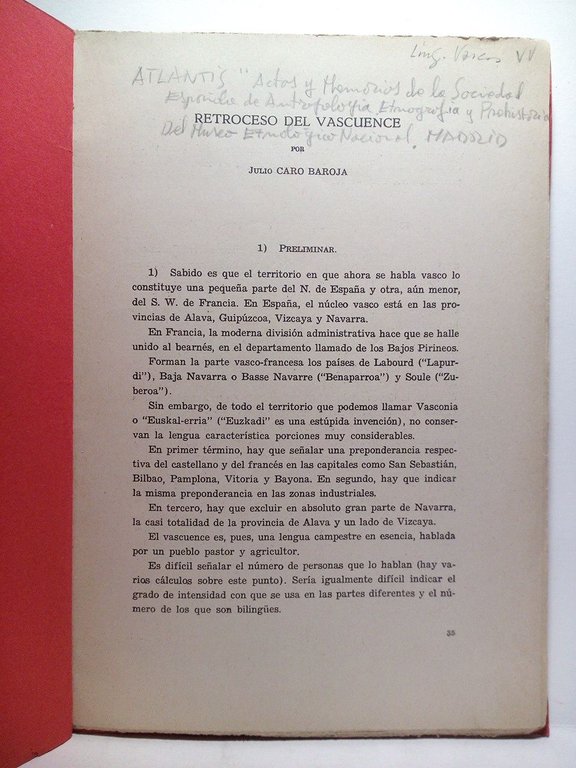 Ling. Vasca VV
ATLANTIS "Actas y Memorias de la Sociedad
Española de Antropología, Etnografía y Prehistoria
RETROCESO DEL VASCUENCE
Del Museo Etnológico Nacional. MADRID
POR
JULIO CARO BAROJA
1) PRELIMINAR.
1) Sabido es que el territorio en que ahora se habla vasco lo
constituye una pequeña parte del N. de España y otra, aún menor,
del S. W. de Francia. En España, el núcleo vasco está en las pro-
vincias de Alava, Guipúzcoa, Vizcaya y Navarra.
En Francia, la moderna división administrativa hace que se halle
unido al bearnés, en el departamento llamado de los Bajos Pirineos.
Forman la parte vasco-francesa los países de Labourd ("Lapur-
di"), Baja Navarra o Basse Navarre ("Benaparroa") y Soule ("Zu-
beroa").
Sin embargo, de todo el territorio que podemos llamar Vasconia
o "Euskal-erria" ("Euzkadi" es una estúpida invención), no conser-
van la lengua característica porciones muy considerables.
En primer término, hay que señalar una preponderancia respec-
tiva del castellano y del francés en las capitales como San Sebastián,
Bilbao, Pamplona, Vitoria y Bayona. En segundo, hay que indicar
la misma preponderancia en las zonas industriales.
En tercero, hay que excluir en absoluto gran parte de Navarra,
la casi totalidad de la provincia de Alava y un lado de Vizcaya.
El vascuence es, pues, una lengua campestre en esencia, hablada
por un pueblo pastor y agricultor.
Es difícil señalar el número de personas que lo hablan (hay va-
rios cálculos sobre este punto). Sería igualmente difícil indicar el
grado de intensidad con que se usa en las partes diferentes y el nú-
mero de los que son bilingües.
35